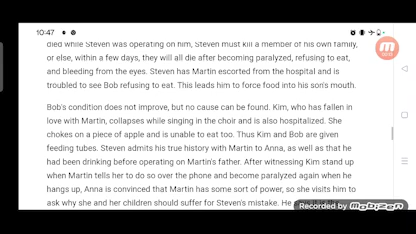 10:47
died while Steven was operating on him, Steven must kill a member of his own family,
or else, within a few days, they will all die after becoming paralyzed, refusing to eat,
and bleeding from the eyes. Steven has Martin escorted from the hospital and is
troubled to see Bob refusing to eat. This leads him to force food into his son's mouth.
Bob's condition does not improve, but no cause can be found. Kim, who has fallen in
love with Martin, collapses while singing in the choir and is also hospitalized. She
chokes on a piece of apple and is unable to eat too. Thus Kim and Bob are given
feeding tubes. Steven admits his true history with Martin to Anna, as well as that he
had been drinking before operating on Martin's father. After witnessing Kim stand up
when Martin tells her to do so over the phone and become paralyzed again when he
hangs up, Anna is convinced that Martin has some sort of power, so she visits him to
ask why she and her children should suffer for Steven's mistake. He
Recorded by MOBIZEN